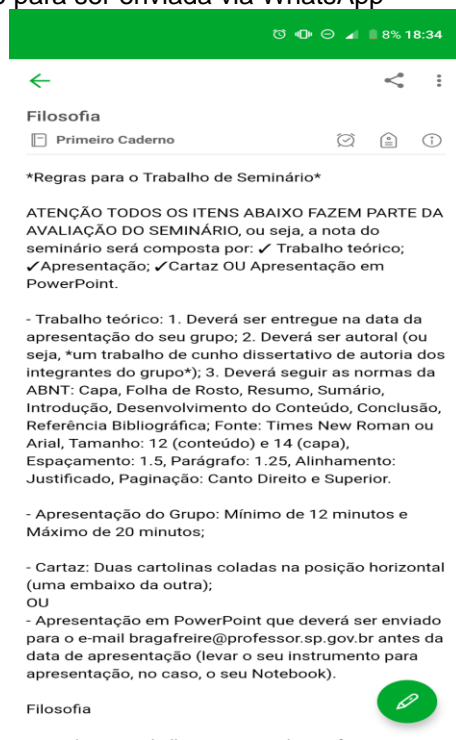 para ser enviada via WhatsApp
8% 18:34
Filosofia
Primeiro Caderno
*Regras para o Trabalho de Seminário*
ATENÇÃO TODOS OS ITENS ABAIXO FAZEM PARTE DA
AVALIAÇÃO DO SEMINÁRIO, ou seja, a nota do
seminário será composta por: ✓ Trabalho teórico;
✓Apresentação; ✓Cartaz OU Apresentação em
PowerPoint.
- Trabalho teórico: 1. Deverá ser entregue na data da
apresentação do seu grupo; 2. Deverá ser autoral (ou
seja, *um trabalho de cunho dissertativo de autoria dos
integrantes do grupo*); 3. Deverá seguir as normas da
ABNT: Capa, Folha de Rosto, Resumo, Sumário,
Introdução, Desenvolvimento do Conteúdo, Conclusão,
Referência Bibliográfica; Fonte: Times New Roman ou
Arial, Tamanho: 12 (conteúdo) e 14 (capa),
Espaçamento: 1.5, Parágrafo: 1.25, Alinhamento:
Justificado, Paginação: Canto Direito e Superior.
- Apresentação do Grupo: Mínimo de 12 minutos e
Máximo de 20 minutos;
- Cartaz: Duas cartolinas coladas na posição horizontal
(uma embaixo da outra);
OU
- Apresentação em PowerPoint que deverá ser enviado
para o e-mail bragafreire@professor.sp.gov.br antes da
data de apresentação (levar o seu instrumento para
apresentação, no caso, o seu Notebook).
Filosofia